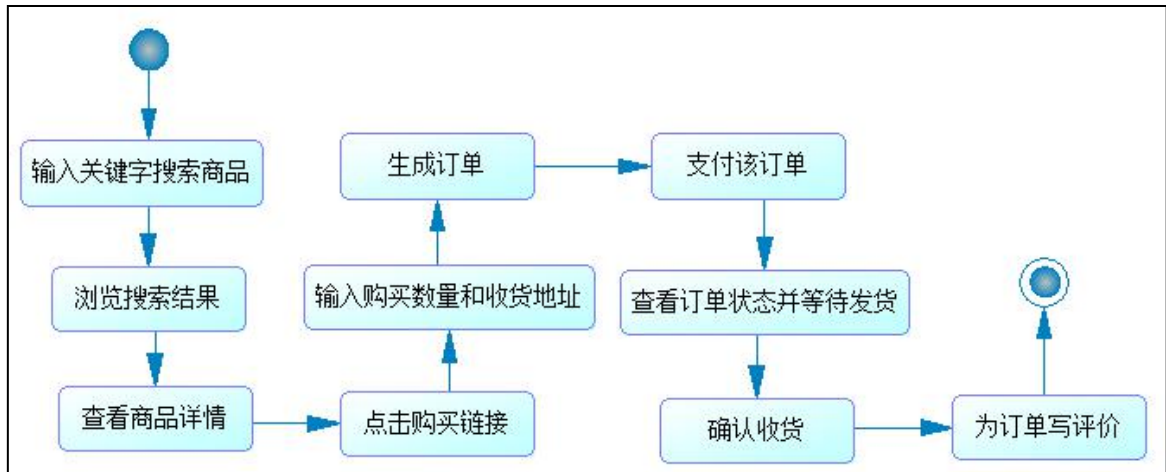 输入关键字搜索商品
浏览搜索结果
查看商品详情
点击购买链接
输入购买数量和收货地址
生成订单
支付该订单
查看订单状态并等待发货
确认收货
为订单写评价